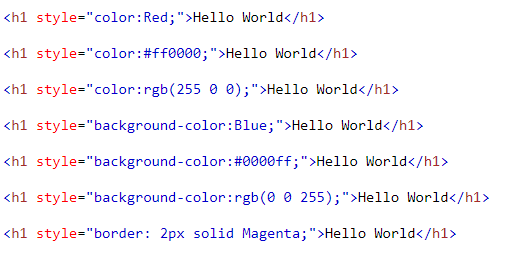 <h1 style="color:Red;">Hello World</h1>
<h1 style="color:#ff0000;">Hello World</h1>
<h1 style="color:rgb(255 0 0);">Hello World</h1>
<h1 style="background-color:Blue;">Hello World</h1>
<h1 style="background-color:#0000ff;">Hello World</h1>
<h1 style="background-color:rgb(0 0 255);">Hello World</h1>
<h1 style="border: 2px solid Magenta;">Hello World</h1>